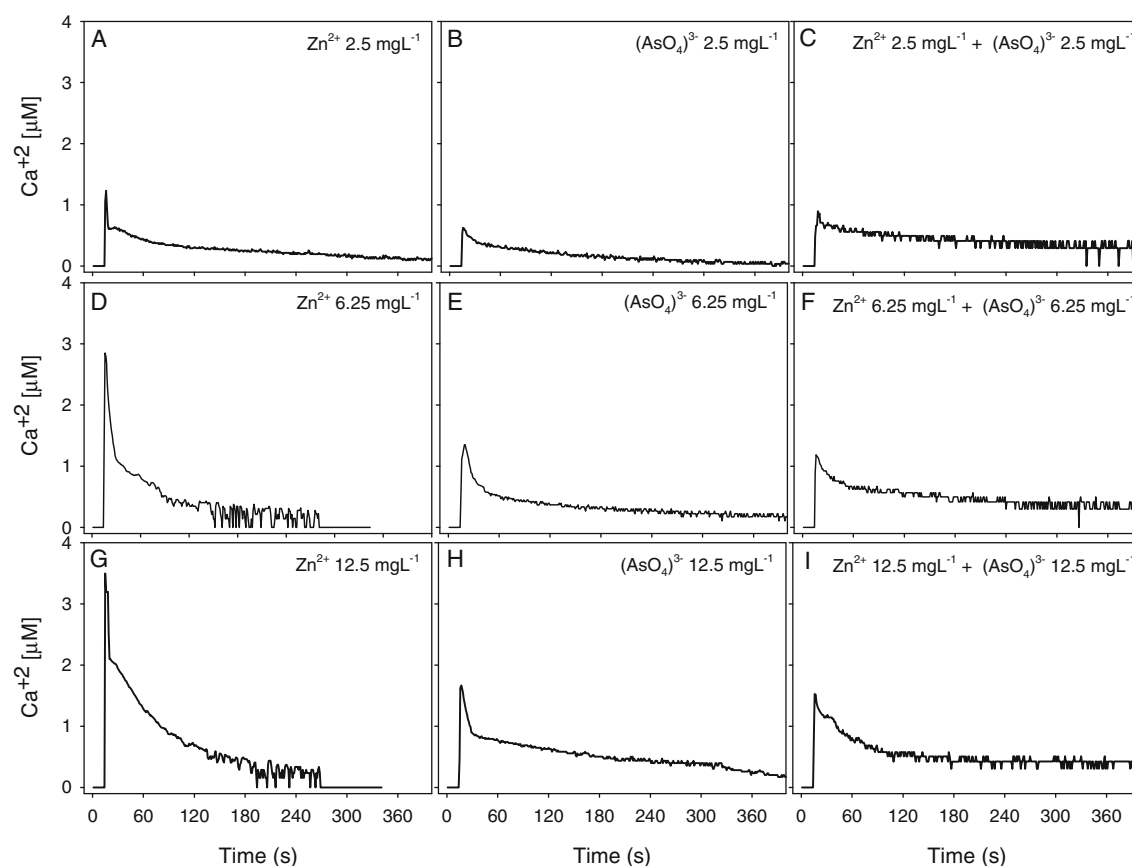 A Zn²⁺ 2.5 mgL⁻¹
B (AsO₄)³⁻ 2.5 mgL⁻¹
C Zn²⁺ 2.5 mgL⁻¹ + (AsO₄)³⁻ 2.5 mgL⁻¹
4
3
2
1
0
Ca⁺² [µM]
D Zn²⁺ 6.25 mgL⁻¹
E (AsO₄)³⁻ 6.25 mgL⁻¹
F Zn²⁺ 6.25 mgL⁻¹ + (AsO₄)³⁻ 6.25 mgL⁻¹
4
3
2
1
0
Ca⁺² [µM]
G Zn²⁺ 12.5 mgL⁻¹
H (AsO₄)³⁻ 12.5 mgL⁻¹
I Zn²⁺ 12.5 mgL⁻¹ + (AsO₄)³⁻ 12.5 mgL⁻¹
4
3
2
1
0
Ca⁺² [µM]
0 60 120 180 240 300 360
0 60 120 180 240 300 360
0 60 120 180 240 300 360
Time (s)
Time (s)
Time (s)